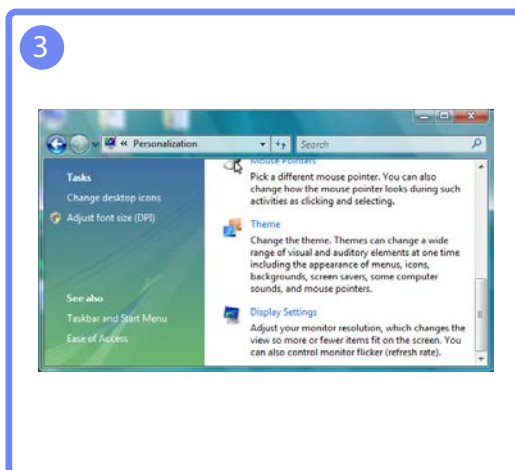 3
« Personalization
Search
Tasks
Change desktop icons
Adjust font size (DPI)
See also
Taskbar and Start Menu
Ease of Access
Mouse Pointers
Pick a different mouse pointer. You can also
change how the mouse pointer looks during such
activities as clicking and selecting.
Theme
Change the theme. Themes can change a wide
range of visual and auditory elements at one time
including the appearance of menus, icons,
backgrounds, screen savers, some computer
sounds, and mouse pointers.
Display Settings
Adjust your monitor resolution, which changes the
view so more or fewer items fit on the screen. You
can also control monitor flicker (refresh rate).